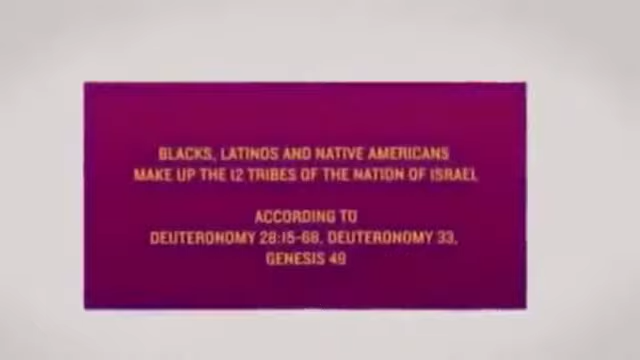 BLACKS, LATINOS AND NATIVE AMERICANS
MAKE UP THE 12 TRIBES OF THE NATION OF ISRAEL
ACCORDING TO
DEUTERONOMY 28:15-68, DEUTERONOMY 33,
GENESIS 49